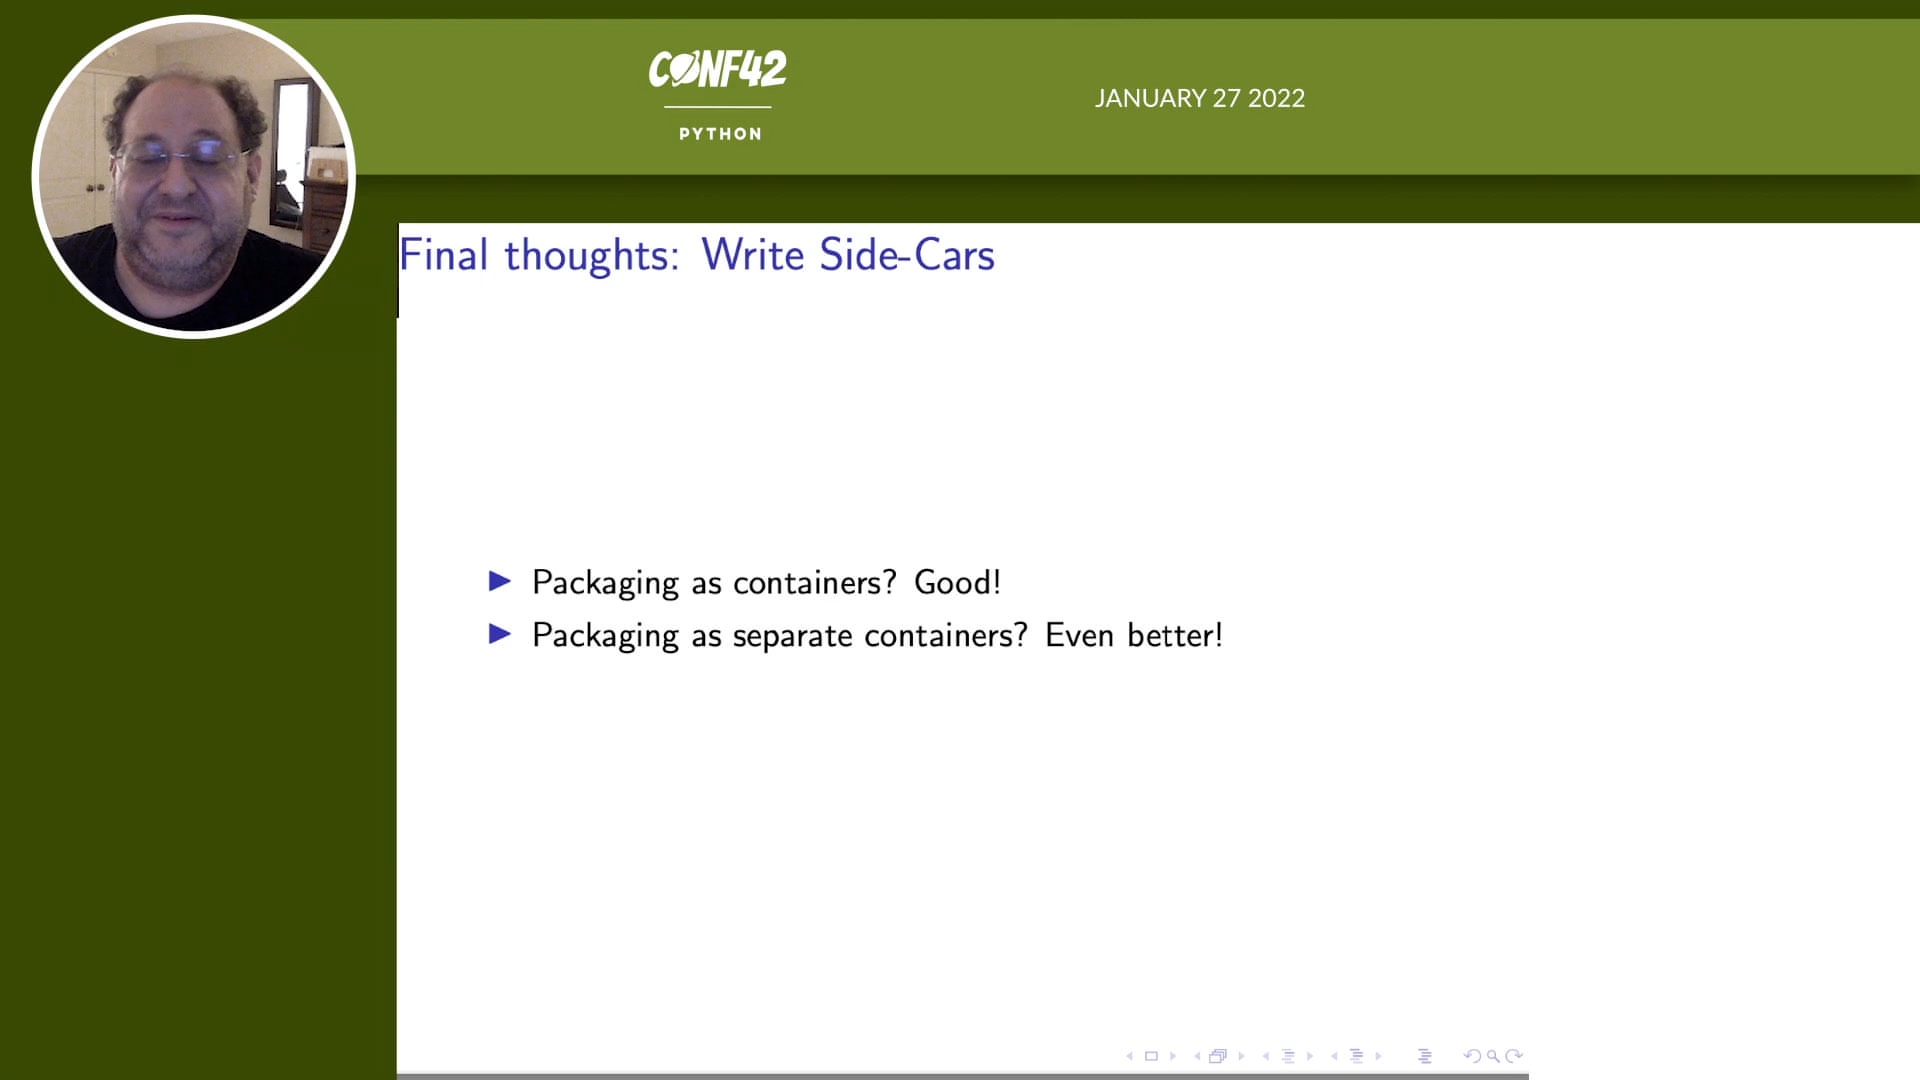 CONF42
PYTHON
JANUARY 27 2022
Final thoughts: Write Side-Cars
Packaging as containers? Good!
Packaging as separate containers? Even better!